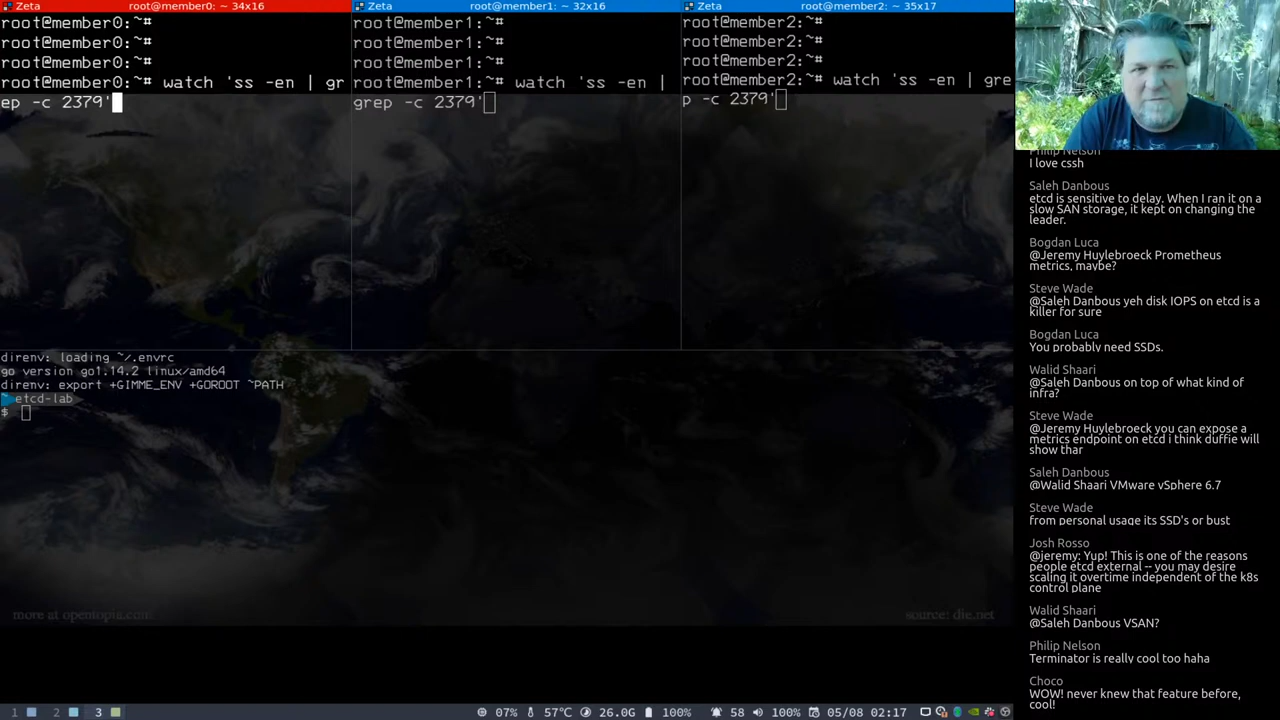 Zeta root@member0: ~ 34x16
root@member0:~#
root@member0:~#
root@member0:~#
root@member0:~# watch 'ss -en | gr
ep -c 2379'
Zeta root@member1: ~ 32x16
root@member1:~#
root@member1:~#
root@member1:~#
root@member1:~# watch 'ss -en |
grep -c 2379'
Zeta root@member2: ~ 35x17
root@member2:~#
root@member2:~#
root@member2:~#
root@member2:~# watch 'ss -en | gre
p -c 2379'
direnv: loading ~/.envrc
go version go1.14.2 linux/amd64
direnv: export +GIMME_ENV +GOROOT ~PATH
~ etcd-lab
$
more at opentopia.com
source: die.net
1 2 3
07% 57℃ 26.0G 100% 58 100% 05/08 02:17
Philip Nelson
I love cssh
Saleh Danbous
etcd is sensitive to delay. When I ran it on a
slow SAN storage, it kept on changing the
leader.
Bogdan Luca
@Jeremy Huylebroeck Prometheus
metrics, maybe?
Steve Wade
@Saleh Danbous yeh disk IOPS on etcd is a
killer for sure
Bogdan Luca
You probably need SSDs.
Walid Shaari
@Saleh Danbous on top of what kind of
infra?
Steve Wade
@Jeremy Huylebroeck you can expose a
metrics endpoint on etcd i think duffie will
show thar
Saleh Danbous
@Walid Shaari VMware vSphere 6.7
Steve Wade
from personal usage its SSD's or bust
Josh Rosso
@jeremy: Yup! This is one of the reasons
people etcd external -- you may desire
scaling it overtime independent of the k8s
control plane
Walid Shaari
@Saleh Danbous VSAN?
Philip Nelson
Terminator is really cool too haha
Choco
WOW! never knew that feature before,
cool!